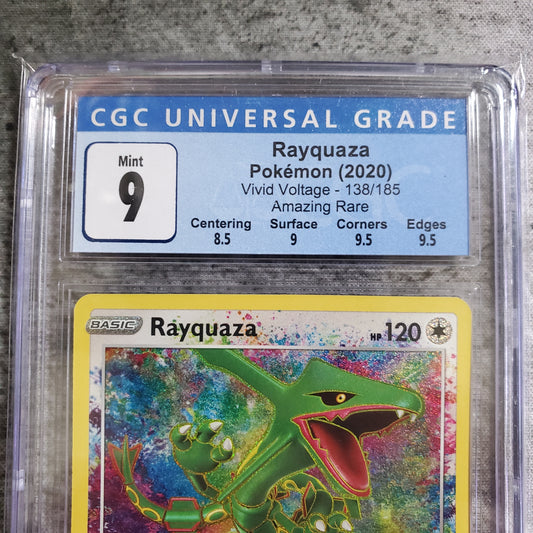 CGC UNIVERSAL GRADE
Mint
9
Rayquaza
Pokémon (2020)
Vivid Voltage - 138/185
Amazing Rare
Centering Surface Corners Edges
8.5 9 9.5 9.5
BASIC Rayquaza HP 120